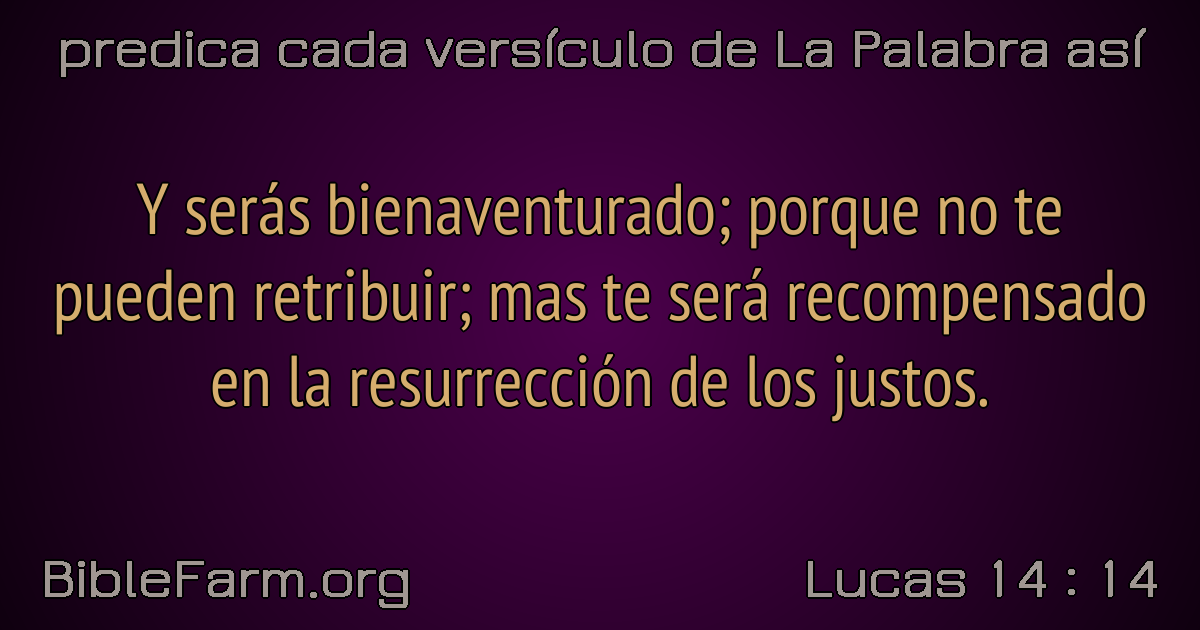 predica cada versículo de La Palabra así
Y serás bienaventurado; porque no te
pueden retribuir; mas te será recompensado
en la resurrección de los justos.
BibleFarm.org
Lucas 14 : 14